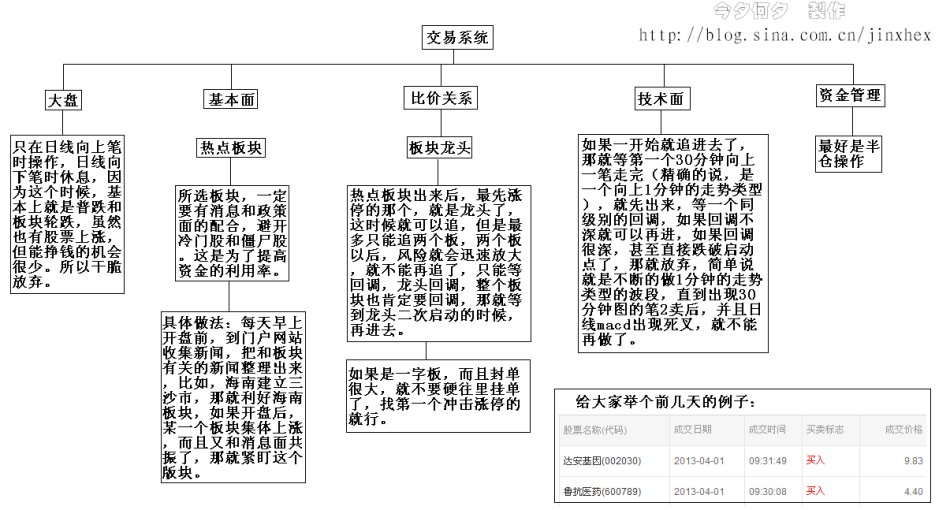 今夕何夕 製作
http://blog.sina.com.cn/jinxhex
交易系统
大盘
基本面
比价关系
技术面
资金管理
只在日线向上笔
时操作，日线向
下笔时休息，因
为这个时候，基
本上就是普跌和
板块轮跌，虽然
也有股票上涨，
但能挣钱的机会
很少。所以干脆
放弃。
热点板块
所选板块，一定
要有消息和政策
面的配合，避开
冷门股和僵尸股
。这是为了提高
资金的利用率。
具体做法：每天早上
开盘前，到门户网站
收集新闻，把和板块
有关的新闻整理出来
，比如，海南建立三
沙市，那就利好海南
板块，如果开盘后，
某一个板块集体上涨
，而且又和消息面共
振了，那就紧盯这个
版块。
板块龙头
热点板块出来后，最先涨
停的那个，就是龙头了，
这时候就可以追，但是最
多只能追两个板，两个板
以后，风险就会迅速放大
，就不能再追了，只能等
回调，龙头回调，整个板
块也肯定要回调，那就等
到龙头二次启动的时候，
再进去。
如果是一字板，而且封单
很大，就不要硬往里挂单
了，找第一个冲击涨停的
就行。
如果一开始就追进去了，
那就等第一个30分钟向上
一笔走完（精确的说，是
一个向上1分钟的走势类型
），就先出来，等一个同
级别的回调，如果回调不
深就可以再进，如果回调
很深，甚至直接跌破启动
点了，那就放弃，简单说
就是不断的做1分钟的走势
类型的波段，直到出现30
分钟图的笔2卖后，并且日
线macd出现死叉，就不能
再做了。
最好是半
仓操作
给大家举个前几天的例子：
股票名称(代码) 成交日期 成交时间 买卖标志 成交价格
达安基因(002030) 2013-04-01 09:31:49 买入 9.83
鲁抗医药(600789) 2013-04-01 09:30:08 买入 4.40